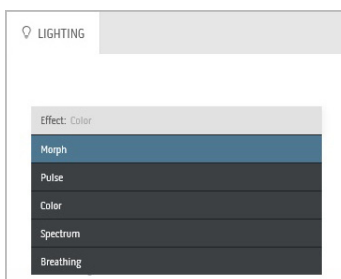 LIGHTING
Effect: Color
Morph
Pulse
Color
Spectrum
Breathing